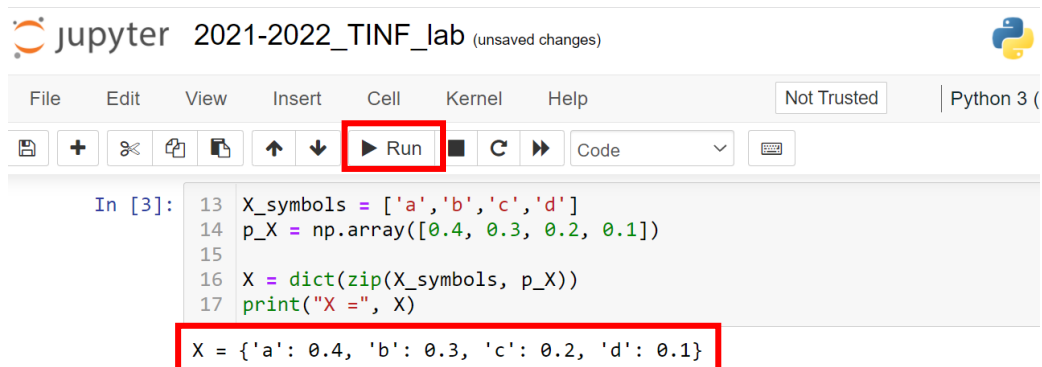 jupyter 2021-2022_TINF_lab (unsaved changes)
File Edit View Insert Cell Kernel Help Not Trusted Python 3 (
Run Code
In [3]:
13 X_symbols = ['a','b','c','d']
14 p_X = np.array([0.4, 0.3, 0.2, 0.1])
15
16 X = dict(zip(X_symbols, p_X))
17 print("X =", X)
X = {'a': 0.4, 'b': 0.3, 'c': 0.2, 'd': 0.1}